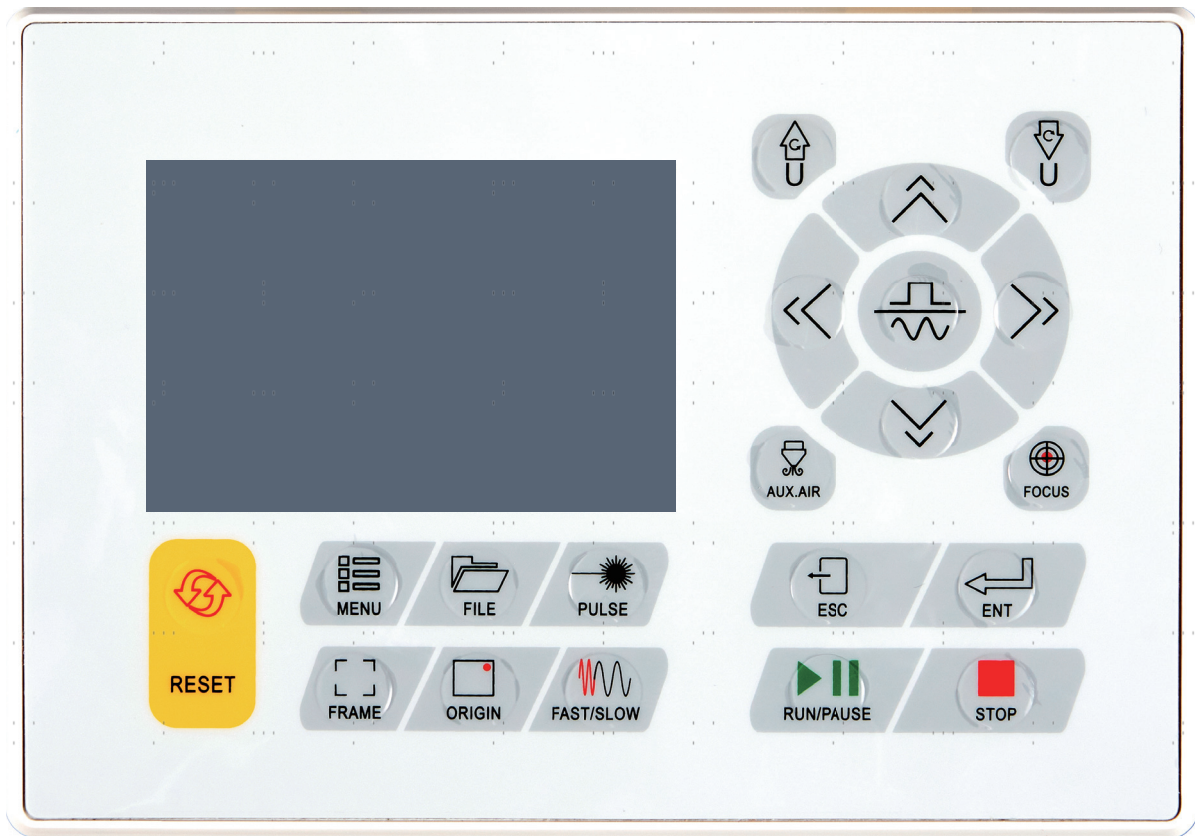 U
U
AUX.AIR
FOCUS
RESET
MENU
FILE
PULSE
ESC
ENT
FRAME
ORIGIN
FAST/SLOW
RUN/PAUSE
STOP